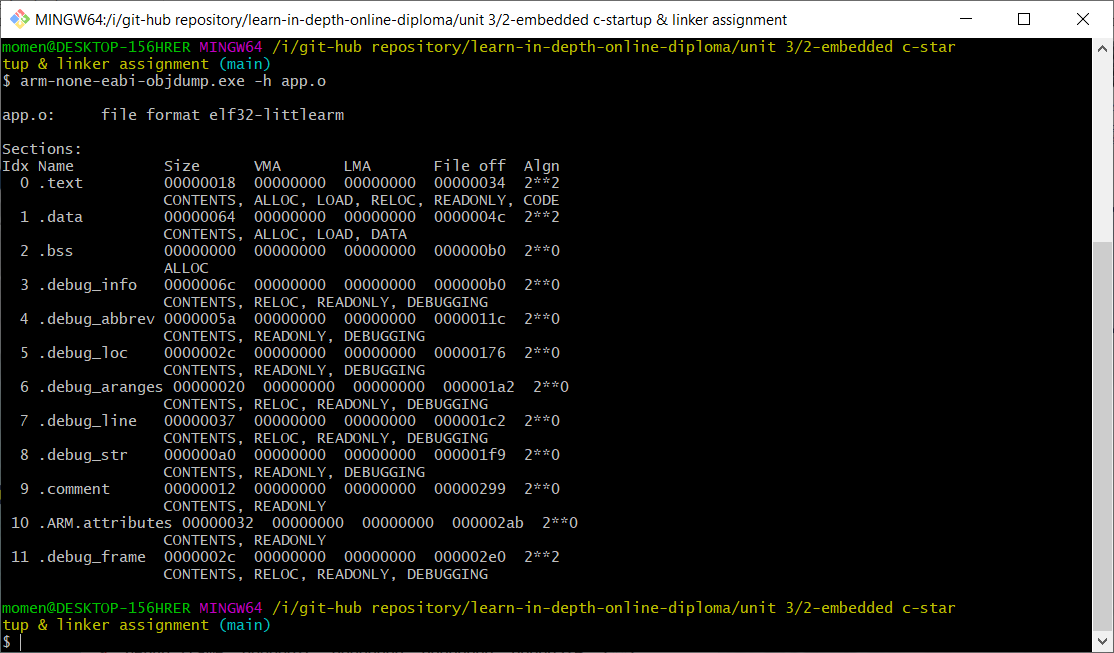 MINGW64:/i/git-hub repository/learn-in-depth-online-diploma/unit 3/2-embedded c-startup & linker assignment
momen@DESKTOP-156HRER MINGW64 /i/git-hub repository/learn-in-depth-online-diploma/unit 3/2-embedded c-star
tup & linker assignment (main)
$ arm-none-eabi-objdump.exe -h app.o
app.o:     file format elf32-littlearm
Sections:
Idx Name          Size      VMA       LMA       File off  Algn
  0 .text         00000018  00000000  00000000  00000034  2**2
                  CONTENTS, ALLOC, LOAD, RELOC, READONLY, CODE
  1 .data         00000064  00000000  00000000  0000004c  2**2
                  CONTENTS, ALLOC, LOAD, DATA
  2 .bss          00000000  00000000  00000000  000000b0  2**0
                  ALLOC
  3 .debug_info   0000006c  00000000  00000000  000000b0  2**0
                  CONTENTS, RELOC, READONLY, DEBUGGING
  4 .debug_abbrev 0000005a  00000000  00000000  0000011c  2**0
                  CONTENTS, READONLY, DEBUGGING
  5 .debug_loc    0000002c  00000000  00000000  00000176  2**0
                  CONTENTS, READONLY, DEBUGGING
  6 .debug_aranges 00000020  00000000  00000000  000001a2  2**0
                  CONTENTS, RELOC, READONLY, DEBUGGING
  7 .debug_line   00000037  00000000  00000000  000001c2  2**0
                  CONTENTS, RELOC, READONLY, DEBUGGING
  8 .debug_str    000000a0  00000000  00000000  000001f9  2**0
                  CONTENTS, READONLY, DEBUGGING
  9 .comment      00000012  00000000  00000000  00000299  2**0
                  CONTENTS, READONLY
 10 .ARM.attributes 00000032  00000000  00000000  000002ab  2**0
                  CONTENTS, READONLY
 11 .debug_frame  0000002c  00000000  00000000  000002e0  2**2
                  CONTENTS, RELOC, READONLY, DEBUGGING
momen@DESKTOP-156HRER MINGW64 /i/git-hub repository/learn-in-depth-online-diploma/unit 3/2-embedded c-star
tup & linker assignment (main)
$